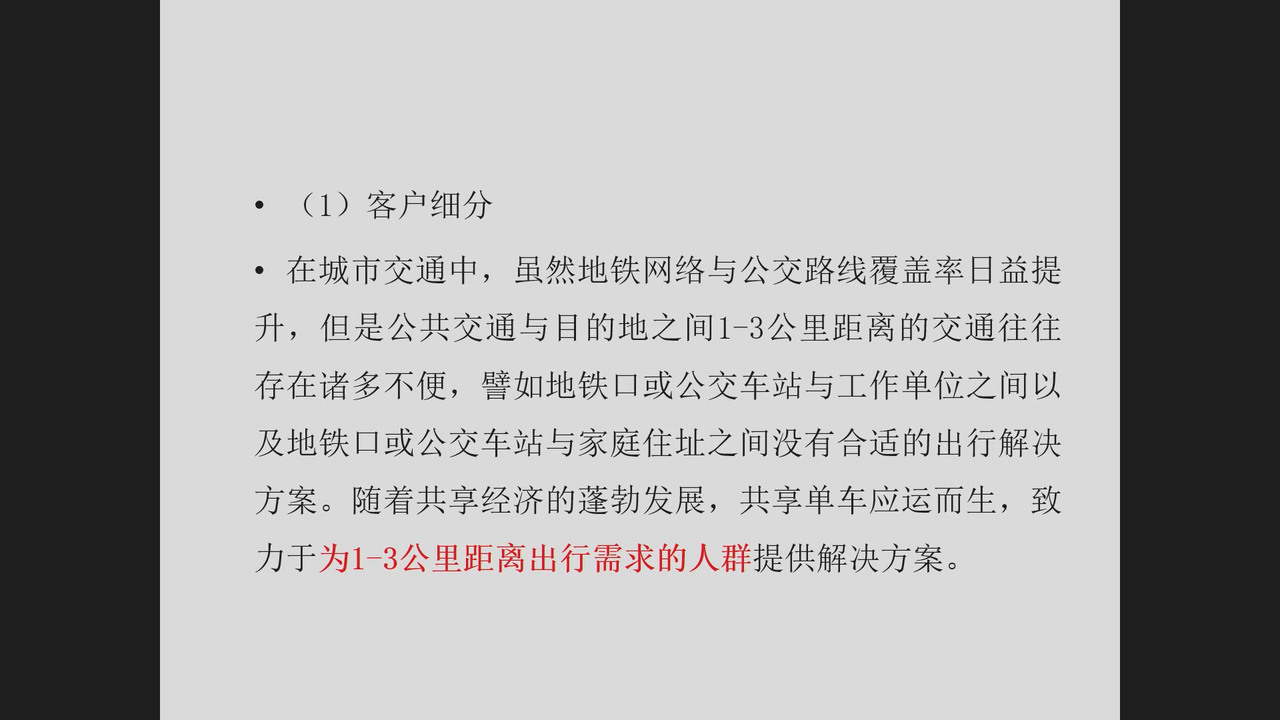 • （1）客户细分
• 在城市交通中，虽然地铁网络与公交路线覆盖率日益提
升，但是公共交通与目的地之间1-3公里距离的交通往往
存在诸多不便，譬如地铁口或公交车站与工作单位之间以
及地铁口或公交车站与家庭住址之间没有合适的出行解决
方案。随着共享经济的蓬勃发展，共享单车应运而生，致
力于为1-3公里距离出行需求的人群提供解决方案。